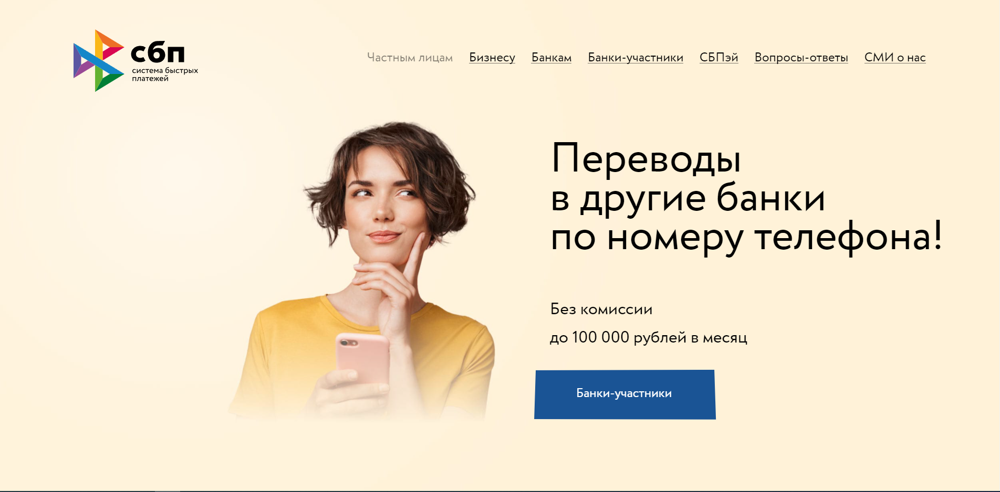 сбп
система быстрых
платежей
Частным лицам Бизнесу Банкам Банки-участники СБПэй Вопросы-ответы СМИ о нас
Переводы
в другие банки
по номеру телефона!
Без комиссии
до 100 000 рублей в месяц
Банки-участники